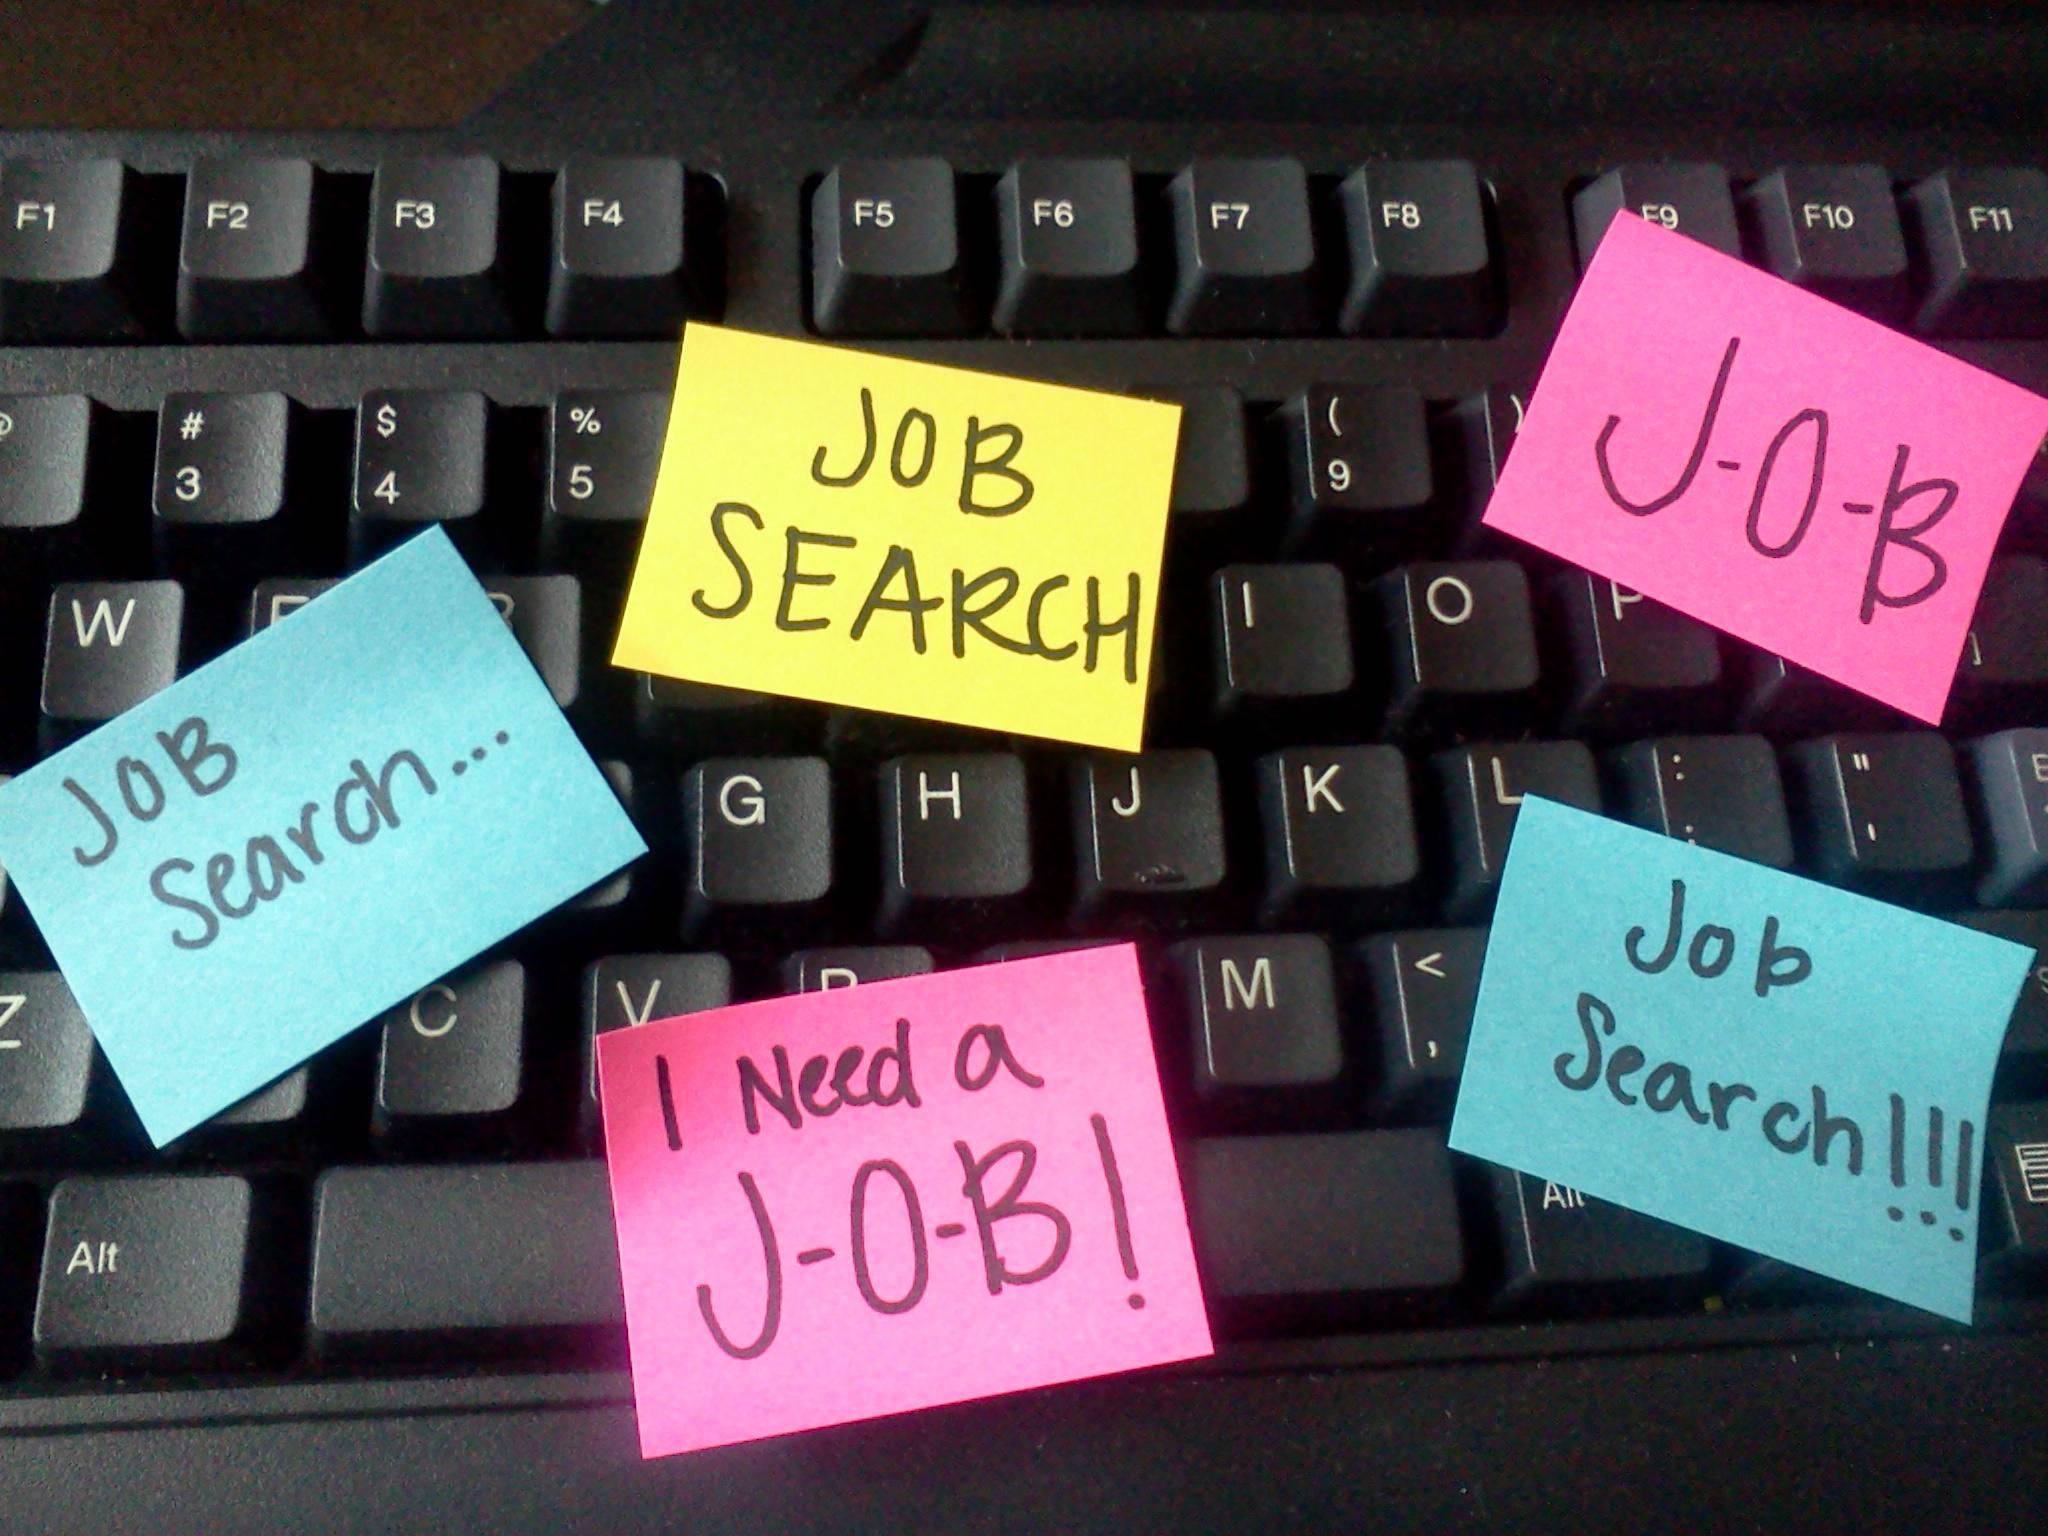 F1 F2 F3 F4 F5 F6 F7 F8 F9 F10 F11
JOB
SEARCH
J-O-B
# $ % ( )
3 4 5 9
W I O P
JOB
Search...
G H J K L : "
; '
Job
Search!!!
Z C V M <
,
I Need a
J-O-B!
Alt Alt